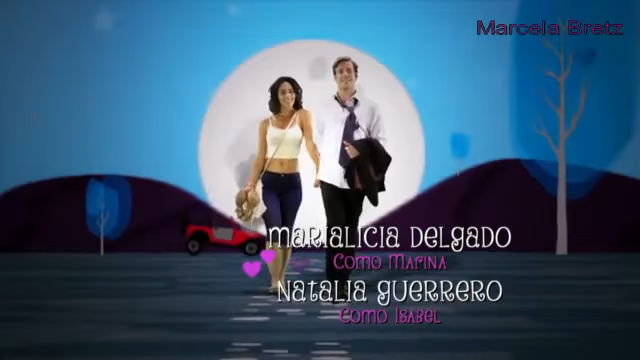 Marcela Bretz
Marialicia Delgado
Como Marina
Natalia Guerrero
Como Isabel